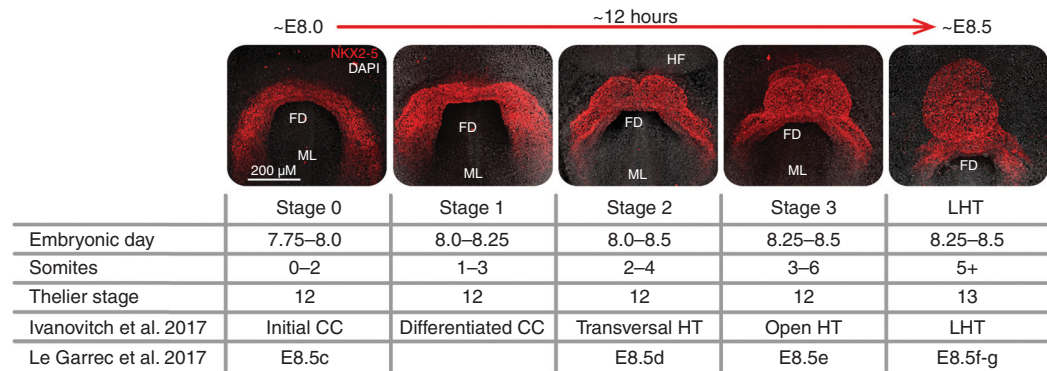 ~12 hours
~E8.0 ~E8.5
NKX2-5
DAPI
FD
ML
200 µM
FD
ML
HF
FD
ML
FD
ML
FD
Stage 0 Stage 1 Stage 2 Stage 3 LHT
Embryonic day 7.75–8.0 8.0–8.25 8.0–8.5 8.25–8.5 8.25–8.5
Somites 0–2 1–3 2–4 3–6 5+
Thelier stage 12 12 12 12 13
Ivanovitch et al. 2017 Initial CC Differentiated CC Transversal HT Open HT LHT
Le Garrec et al. 2017 E8.5c E8.5d E8.5e E8.5f-g